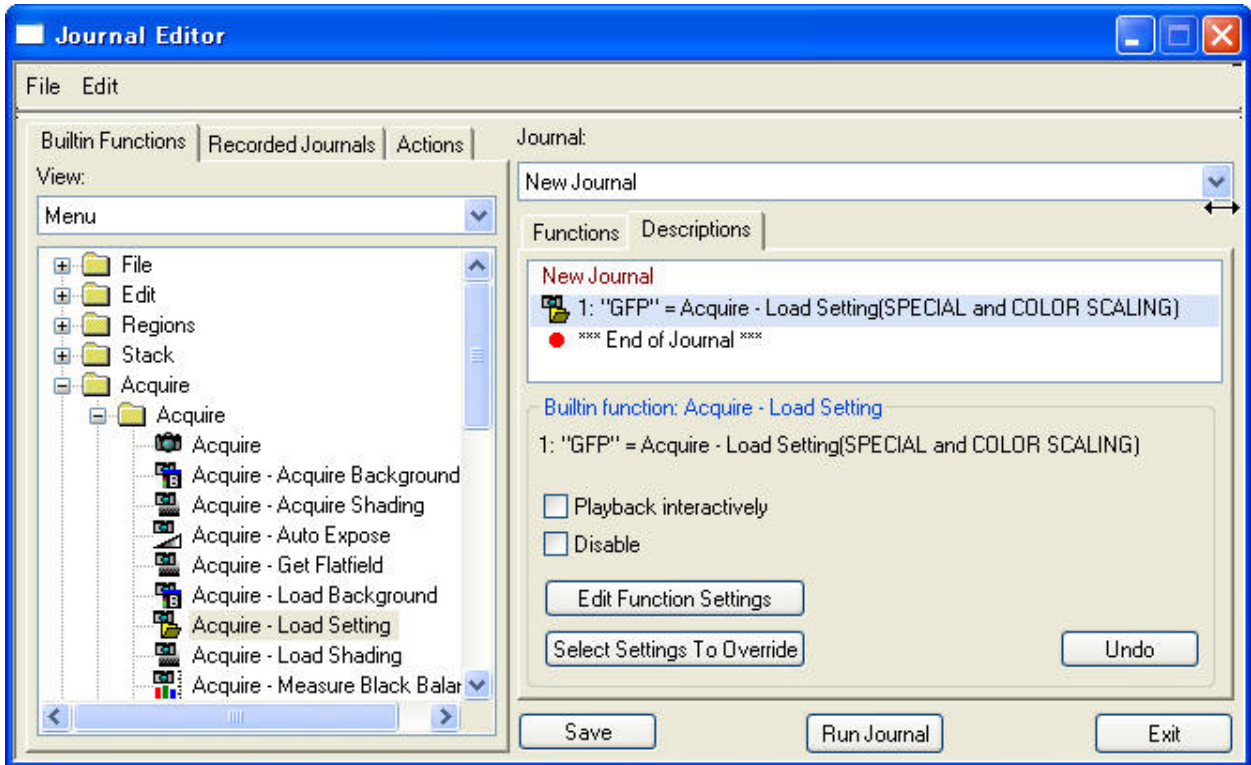 Journal Editor
File Edit
Builtin Functions Recorded Journals Actions
View:
Menu
File
Edit
Regions
Stack
Acquire
Acquire
Acquire
Acquire - Acquire Background
Acquire - Acquire Shading
Acquire - Auto Expose
Acquire - Get Flatfield
Acquire - Load Background
Acquire - Load Setting
Acquire - Load Shading
Acquire - Measure Black Balar
Journal:
New Journal
Functions Descriptions
New Journal
1: "GFP" = Acquire - Load Setting(SPECIAL and COLOR SCALING)
*** End of Journal ***
Builtin function: Acquire - Load Setting
1: "GFP" = Acquire - Load Setting(SPECIAL and COLOR SCALING)
Playback interactively
Disable
Edit Function Settings
Select Settings To Override
Undo
Save
Run Journal
Exit